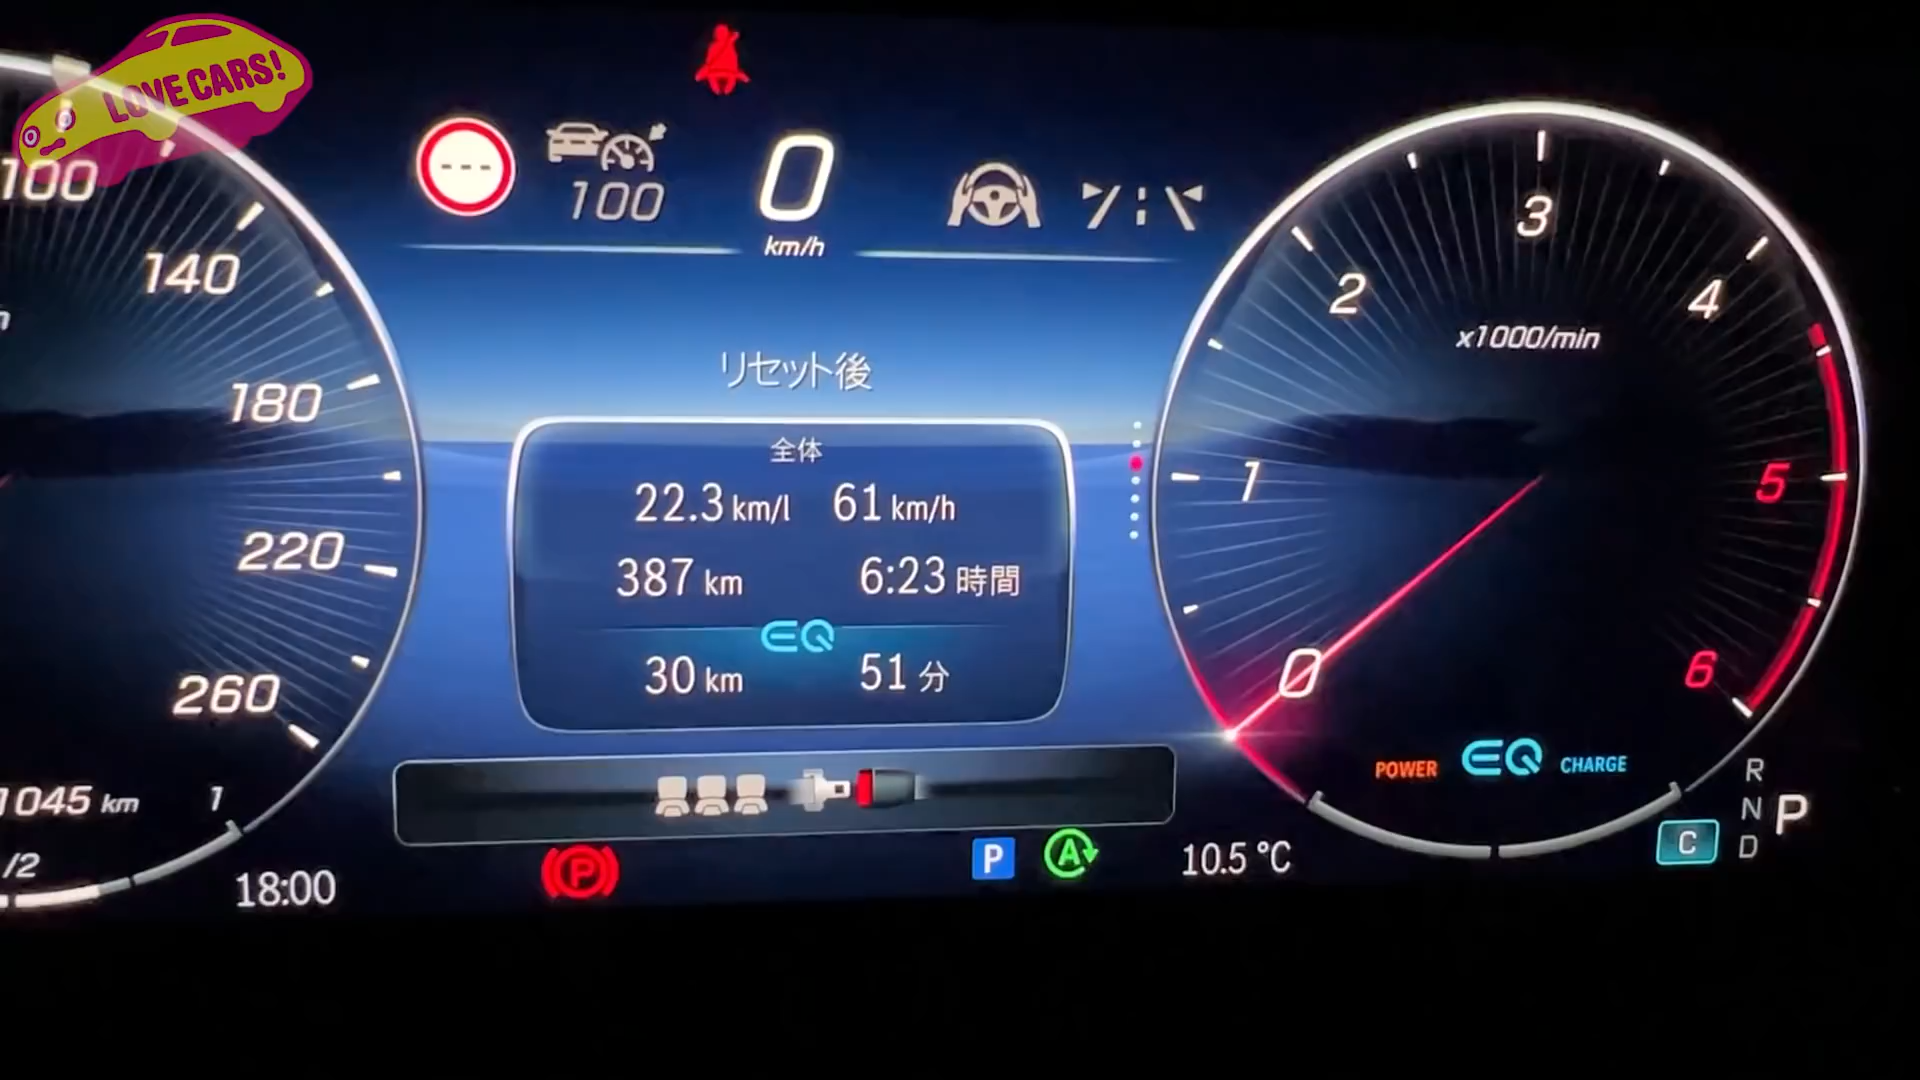 LOVE CARS!
---
100
0
km/h
リセット後
全体
22.3 km/l 61 km/h
387 km 6:23 時間
EQ
30 km 51 分
100
140
180
220
260
1045 km 1
/2
18:00
P
P
A
10.5 °C
0
1
2
3
4
5
6
x1000/min
POWER EQ CHARGE
R
N
D
P
C